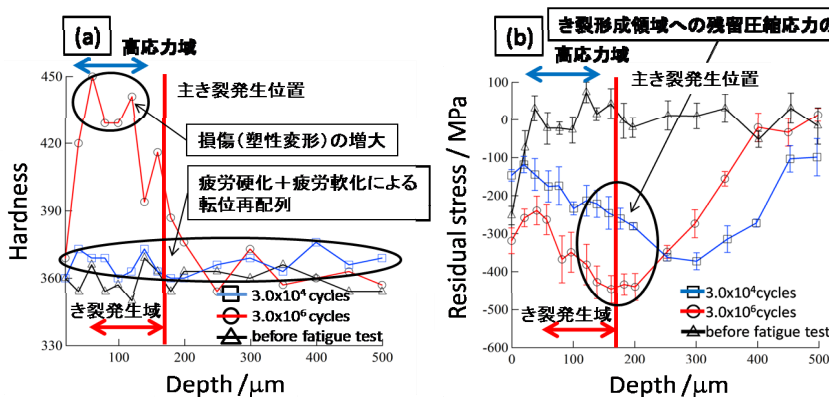 (a)
高応力域
450
420
390
360
330
Hardness
主き裂発生位置
損傷(塑性変形)の増大
疲労硬化+疲労軟化による
転位再配列
3.0x10⁴ cycles
3.0x10⁶ cycles
before fatigue test
き裂発生域
100
200
300
400
500
Depth /μm
(b)
き裂形成領域への残留圧縮応力の
高応力域
主き裂発生位置
100
0
-100
-200
-300
-400
-500
-600
Residual stress / MPa
3.0x10⁴cycles
3.0x10⁶cycles
before fatigue test
き裂発生域
0
100
200
300
400
500
Depth /μm